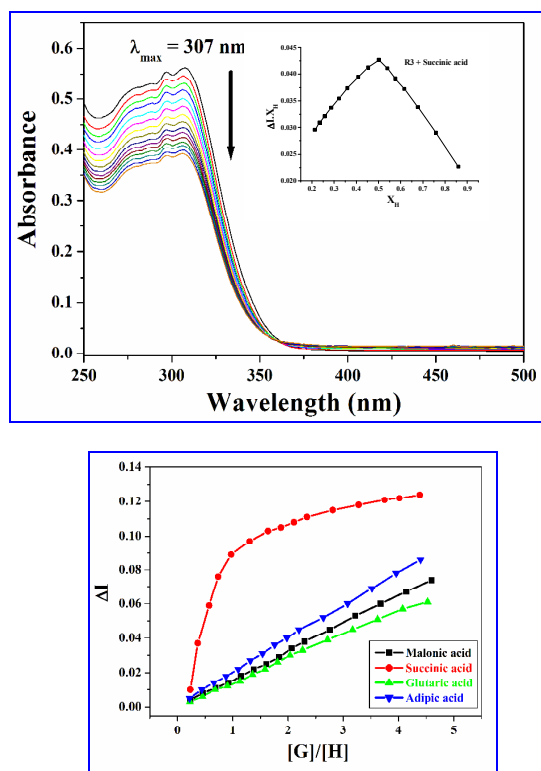 λmax = 307 nm
R3 + Succinic acid
ΔI.XH
0.045
0.040
0.035
0.030
0.025
0.020
0.1 0.2 0.3 0.4 0.5 0.6 0.7 0.8 0.9
XH
Absorbance
0.6
0.5
0.4
0.3
0.2
0.1
0.0
250 300 350 400 450 500
Wavelength (nm)
ΔI
0.14
0.12
0.10
0.08
0.06
0.04
0.02
0.00
0 1 2 3 4 5
[G]/[H]
Malonic acid
Succinic acid
Glutaric acid
Adipic acid